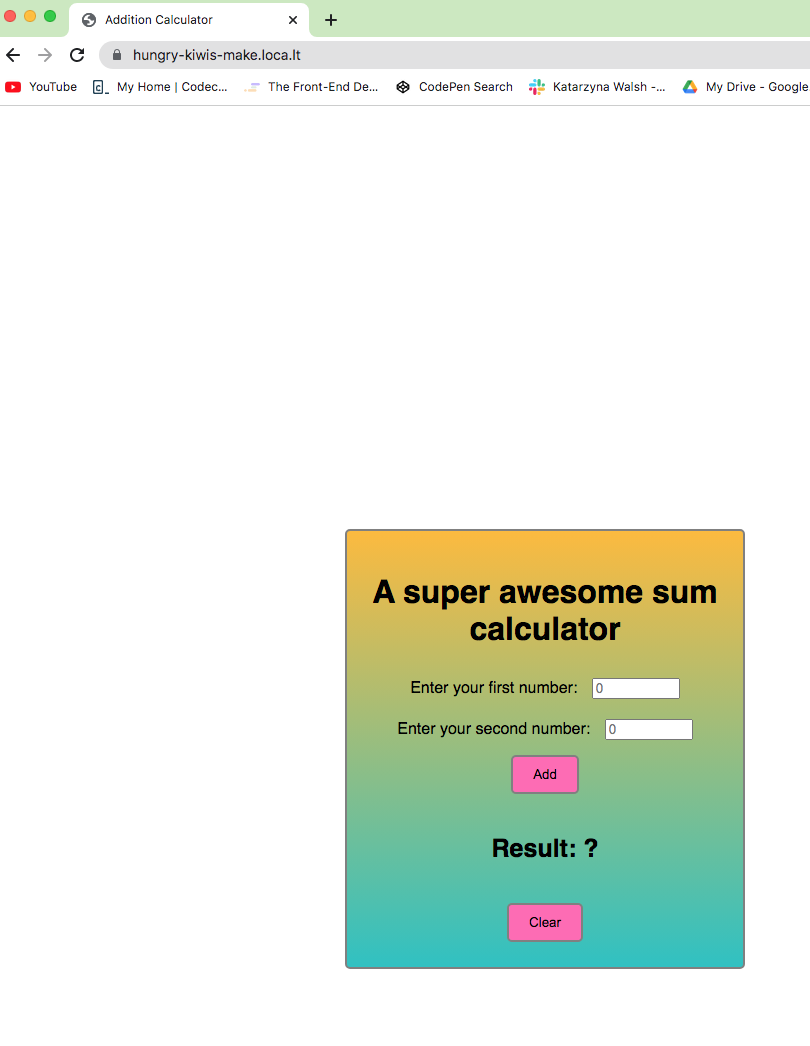 Addition Calculator
hungry-kiwis-make.loca.lt
YouTube My Home | Codec... The Front-End De... CodePen Search Katarzyna Walsh -... My Drive - Google
A super awesome sum
calculator
Enter your first number: 0
Enter your second number: 0
Add
Result: ?
Clear